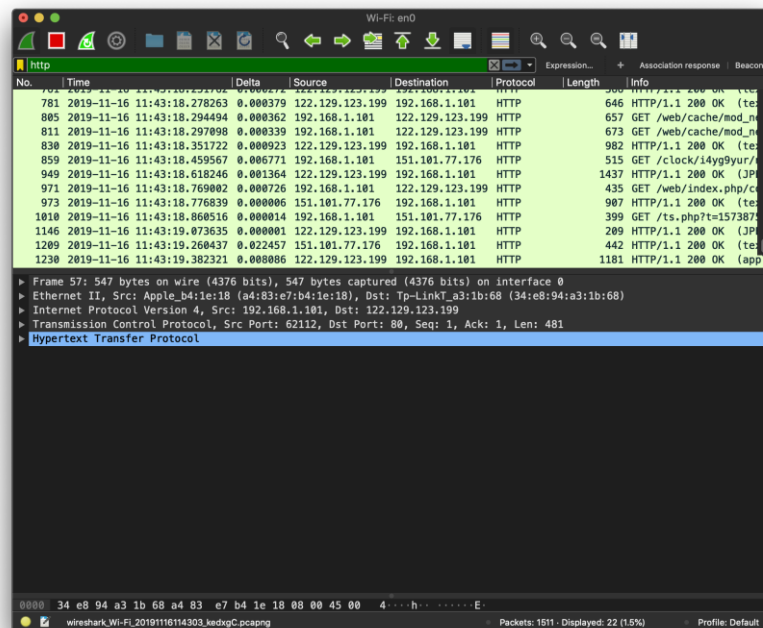 Wi-Fi: en0
http Expression... + Association response Beacon
No. Time Delta Source Destination Protocol Length Info
781 2019-11-16 11:43:18.278263 0.000379 122.129.123.199 192.168.1.101 HTTP 646 HTTP/1.1 200 OK (te
805 2019-11-16 11:43:18.294494 0.000362 192.168.1.101 122.129.123.199 HTTP 657 GET /web/cache/mod_ne
811 2019-11-16 11:43:18.297098 0.000339 192.168.1.101 122.129.123.199 HTTP 673 GET /web/cache/mod_ne
830 2019-11-16 11:43:18.351722 0.000923 122.129.123.199 192.168.1.101 HTTP 982 HTTP/1.1 200 OK (te
859 2019-11-16 11:43:18.459567 0.006771 192.168.1.101 151.101.77.176 HTTP 515 GET /clock/i4yg9yur/
949 2019-11-16 11:43:18.618246 0.001364 122.129.123.199 192.168.1.101 HTTP 1437 HTTP/1.1 200 OK (JP
971 2019-11-16 11:43:18.769002 0.000726 192.168.1.101 122.129.123.199 HTTP 435 GET /web/index.php/co
973 2019-11-16 11:43:18.776839 0.000006 151.101.77.176 192.168.1.101 HTTP 907 HTTP/1.1 200 OK (te
1010 2019-11-16 11:43:18.860516 0.000014 192.168.1.101 151.101.77.176 HTTP 399 GET /ts.php?t=157387
1146 2019-11-16 11:43:19.073635 0.000001 122.129.123.199 192.168.1.101 HTTP 209 HTTP/1.1 200 OK (JP
1209 2019-11-16 11:43:19.260437 0.022457 151.101.77.176 192.168.1.101 HTTP 442 HTTP/1.1 200 OK (te
1230 2019-11-16 11:43:19.382321 0.008086 122.129.123.199 192.168.1.101 HTTP 1181 HTTP/1.1 200 OK (app
Frame 57: 547 bytes on wire (4376 bits), 547 bytes captured (4376 bits) on interface 0
Ethernet II, Src: Apple_b4:1e:18 (a4:83:e7:b4:1e:18), Dst: Tp-LinkT_a3:1b:68 (34:e8:94:a3:1b:68)
Internet Protocol Version 4, Src: 192.168.1.101, Dst: 122.129.123.199
Transmission Control Protocol, Src Port: 62112, Dst Port: 80, Seq: 1, Ack: 1, Len: 481
Hypertext Transfer Protocol
0000 34 e8 94 a3 1b 68 a4 83 e7 b4 1e 18 08 00 45 00 4····h·· ······E·
wireshark_Wi-Fi_20191116114303_kedxgC.pcapng Packets: 1511 · Displayed: 22 (1.5%) Profile: Default